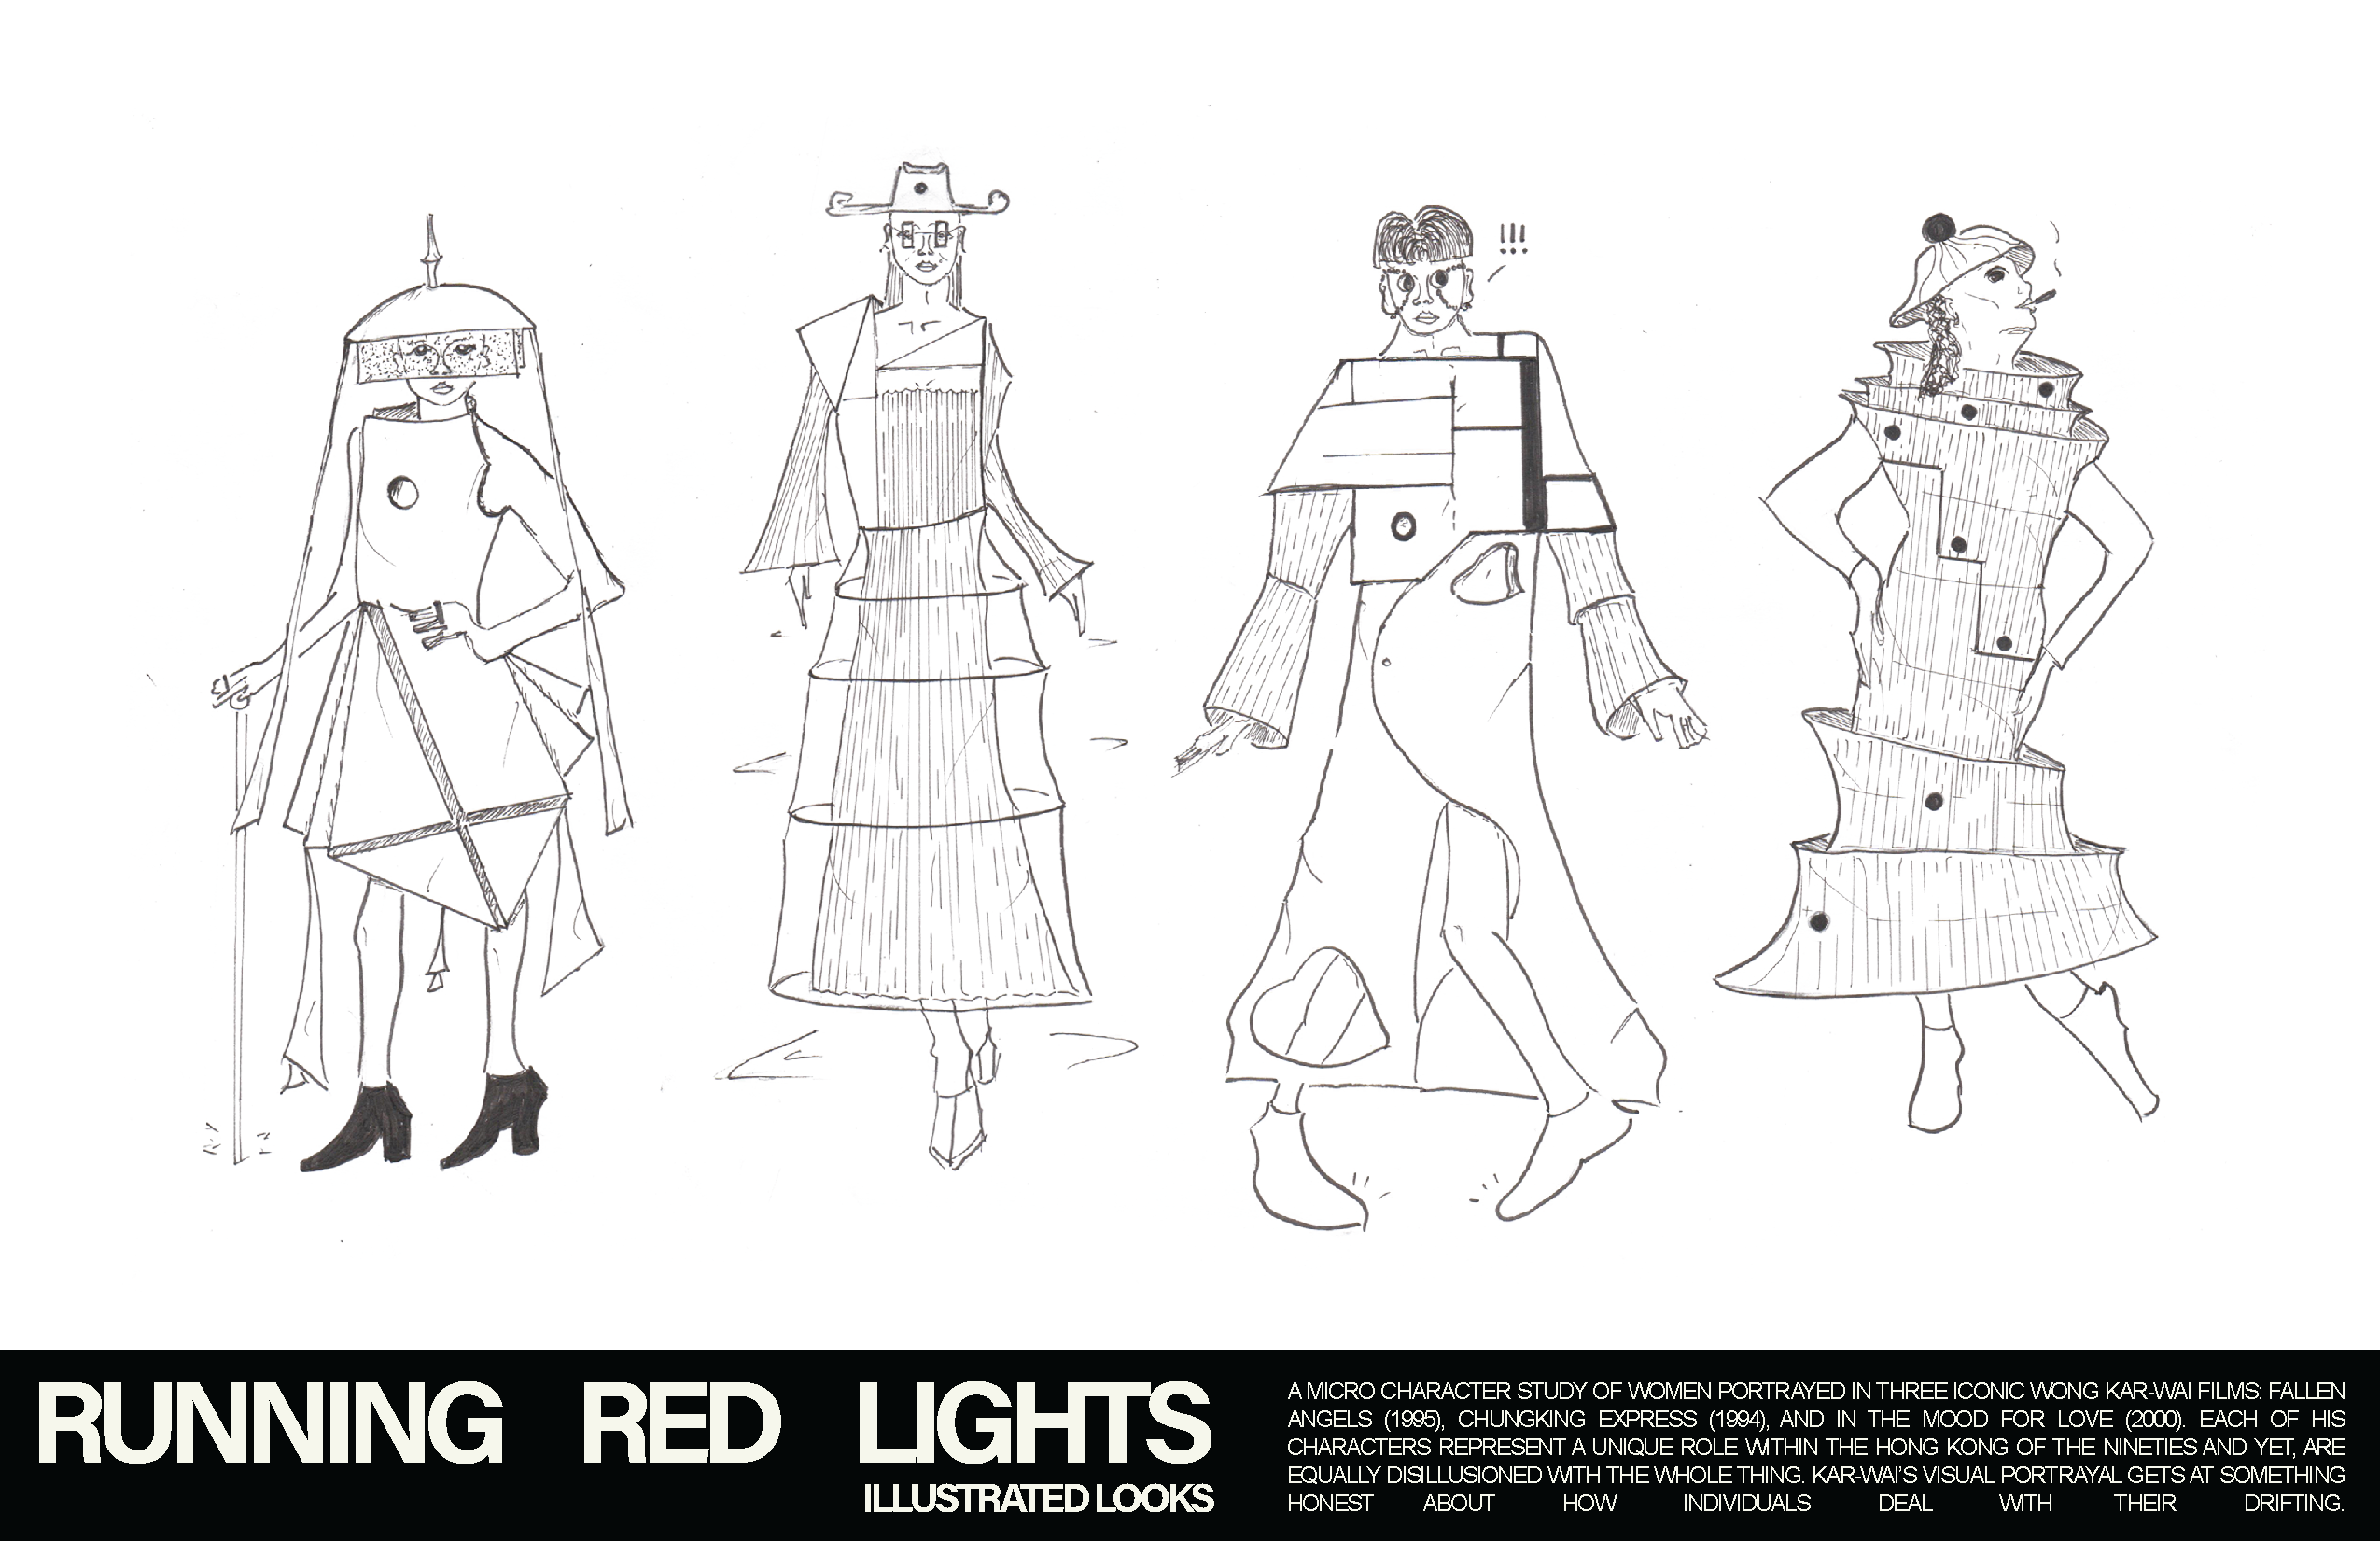 !!!
RUNNING RED LIGHTS
ILLUSTRATED LOOKS
A MICRO CHARACTER STUDY OF WOMEN PORTRAYED IN THREE ICONIC WONG KAR-WAI FILMS: FALLEN
ANGELS (1995), CHUNGKING EXPRESS (1994), AND IN THE MOOD FOR LOVE (2000). EACH OF HIS
CHARACTERS REPRESENT A UNIQUE ROLE WITHIN THE HONG KONG OF THE NINETIES AND YET, ARE
EQUALLY DISILLUSIONED WITH THE WHOLE THING. KAR-WAI'S VISUAL PORTRAYAL GETS AT SOMETHING
HONEST ABOUT HOW INDIVIDUALS DEAL WITH THEIR DRIFTING.